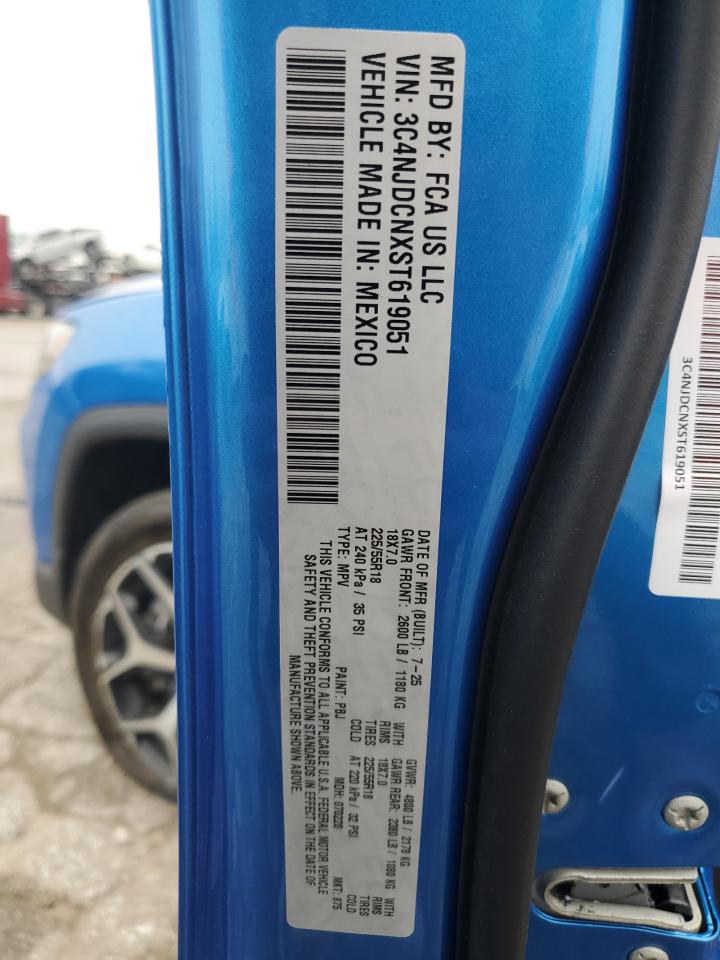 MFD BY: FCA US LLC
VIN: 3C4NJDCNXST619051
VEHICLE MADE IN: MEXICO
DATE OF MFR (BUILT): 7-25 GVWR: 4800 LB / 2178 KG
GAWR FRONT: 2600 LB / 1180 KG WITH GAWR REAR: 2380 LB / 1080 KG WITH
18X7.0 RIMS 18X7.0 RIMS
225/55R18 TIRES 225/55R18 TIRES
AT 240 kPa / 35 PSI COLD AT 220 kPa / 32 PSI COLD
TYPE: MPV PAINT: PBJ MDH: 070220 MKT: 875
THIS VEHICLE CONFORMS TO ALL APPLICABLE U.S.A. FEDERAL MOTOR VEHICLE
SAFETY AND THEFT PREVENTION STANDARDS IN EFFECT ON THE DATE OF
MANUFACTURE SHOWN ABOVE.
3C4NJDCNXST619051